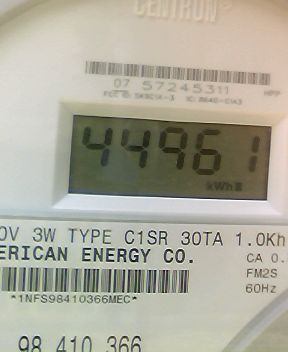 CENTRON®
07 57245311
44961
kWh
0V 3W TYPE C1SR 30TA 1.0Kh
ERICAN ENERGY CO.
CA 0.
FM2S
*1NFS98410366MEC*
60Hz
98 410 366